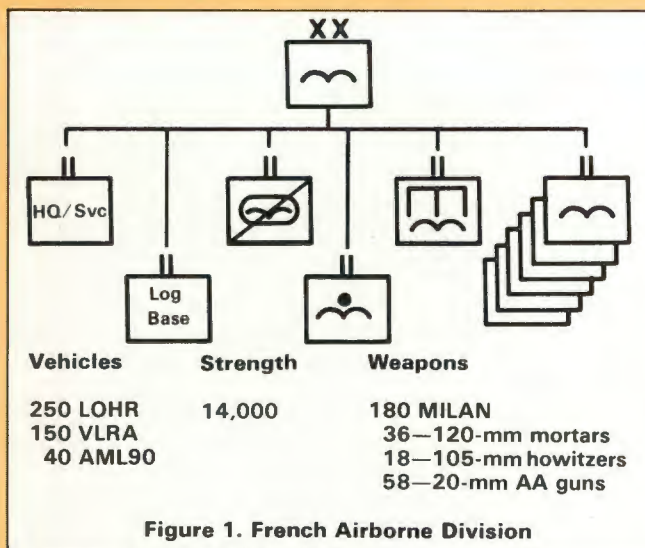 XX
HQ/Svc
Log
Base
Vehicles Strength Weapons
250 LOHR 14,000 180 MILAN
150 VLRA 36—120-mm mortars
40 AML90 18—105-mm howitzers
58—20-mm AA guns
Figure 1. French Airborne Division